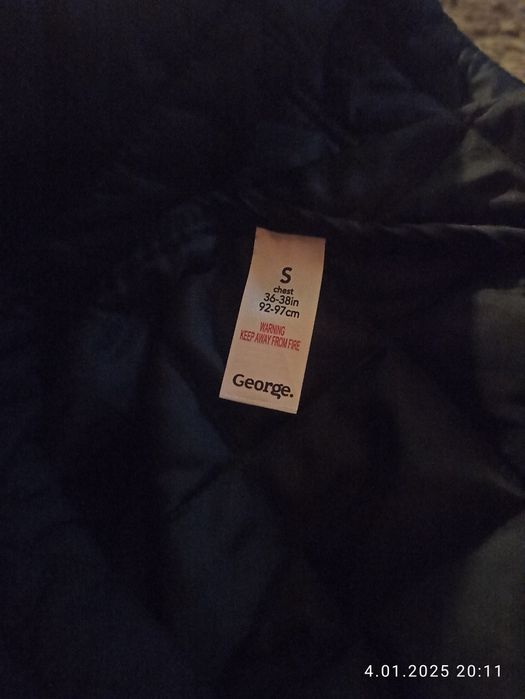 S
chest
36-38in
92-97cm
WARNING
KEEP AWAY FROM FIRE
George.
4.01.2025 20:11